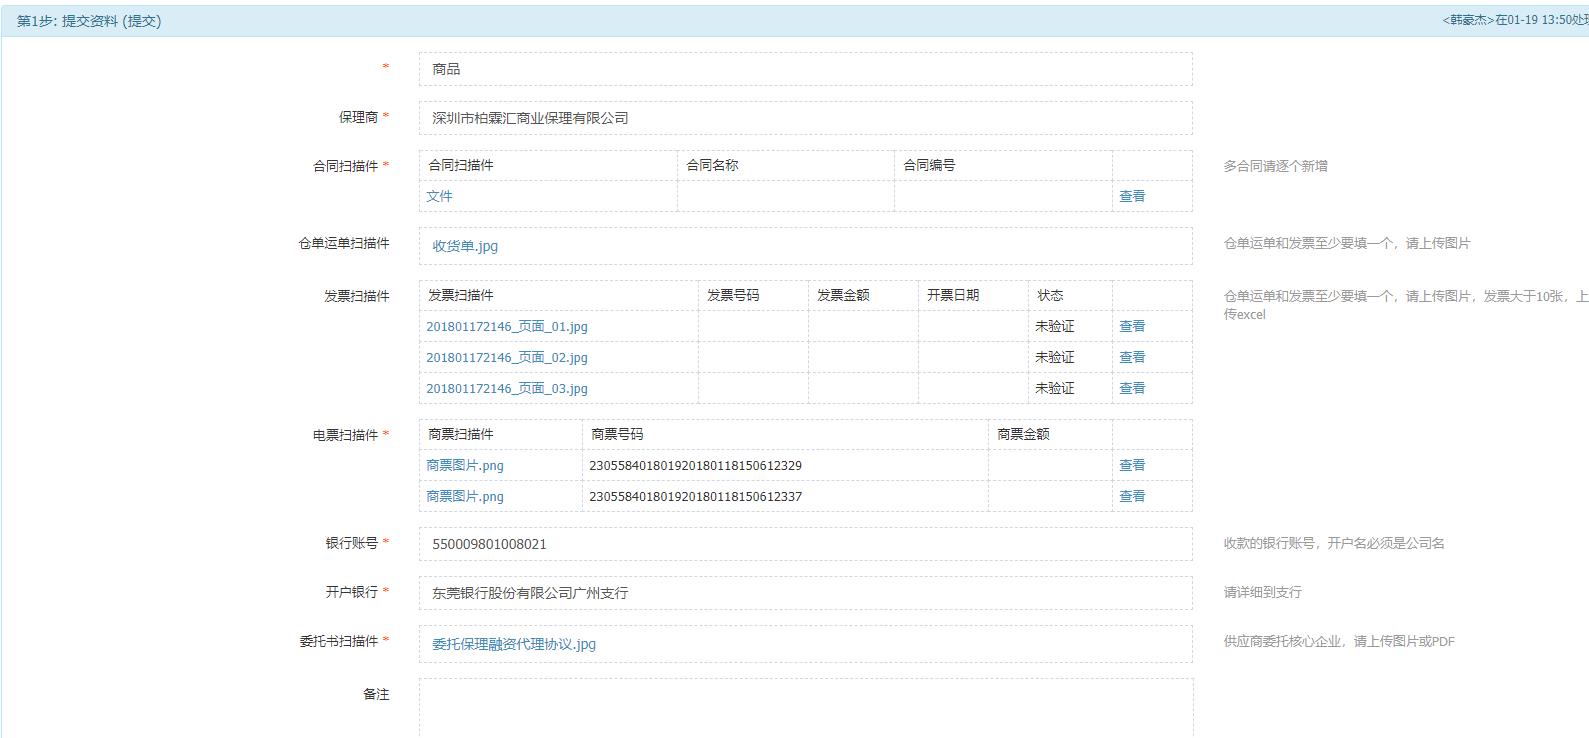 第1步: 提交资料 (提交) <韩豪杰>在01-19 13:50处理
* 商品
保理商 * 深圳市柏霖汇商业保理有限公司
合同扫描件 * 合同扫描件 合同名称 合同编号 多合同请逐个新增
文件 查看
仓单运单扫描件 收货单.jpg 仓单运单和发票至少要填一个，请上传图片
发票扫描件 发票扫描件 发票号码 发票金额 开票日期 状态 仓单运单和发票至少要填一个，请上传图片，发票大于10张，上
传excel
201801172146_页面_01.jpg 未验证 查看
201801172146_页面_02.jpg 未验证 查看
201801172146_页面_03.jpg 未验证 查看
电票扫描件 * 商票扫描件 商票号码 商票金额
商票图片.png 230558401801920180118150612329 查看
商票图片.png 230558401801920180118150612337 查看
银行账号 * 550009801008021 收款的银行账号，开户名必须是公司名
开户银行 * 东莞银行股份有限公司广州支行 请详细到支行
委托书扫描件 * 委托保理融资代理协议.jpg 供应商委托核心企业，请上传图片或PDF
备注